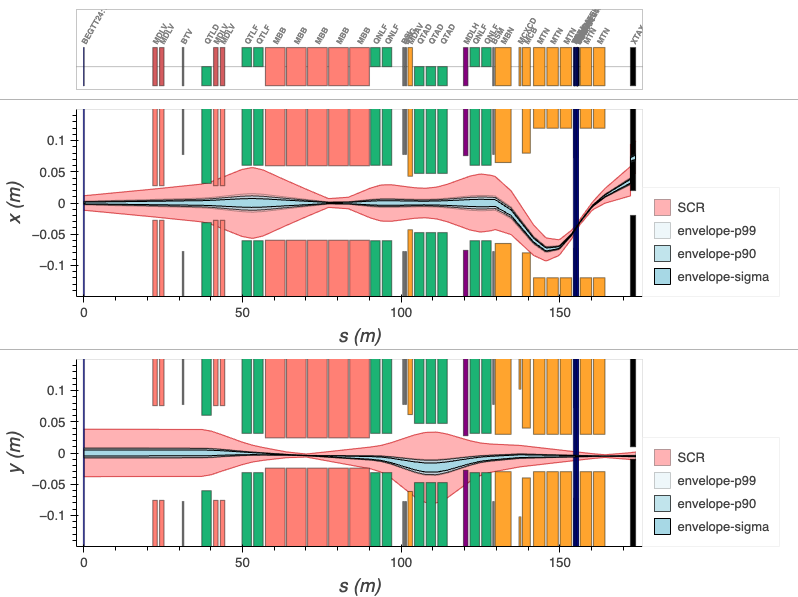 BEGTT24:
MDLV
BTV
QTLD
MDLV
QTLF
QTLF
MBB
MBB
MBB
MBB
MBB
QNLF
QNLF
QTAD
QTAD
QTAD
MDLH
QNLF
QNLF
MBN
MTN
MTN
MTN
MTN
MTN
XTAX
0.1
0.05
0
−0.05
−0.1
x (m)
0
50
100
150
s (m)
SCR
envelope-p99
envelope-p90
envelope-sigma
0.1
0.05
0
−0.05
−0.1
y (m)
0
50
100
150
s (m)
SCR
envelope-p99
envelope-p90
envelope-sigma